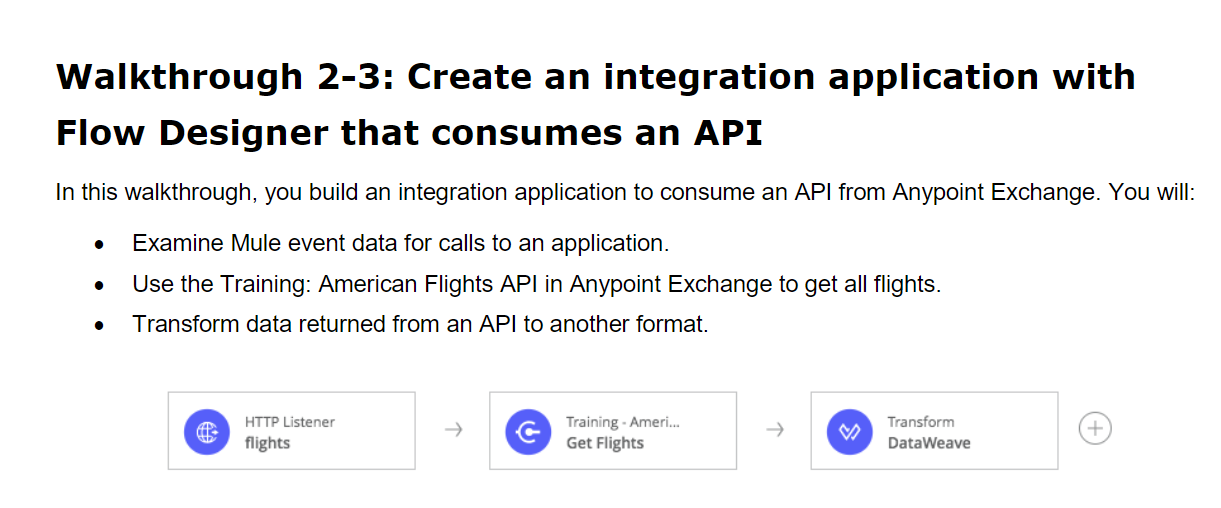 Walkthrough 2-3: Create an integration application with
Flow Designer that consumes an API
In this walkthrough, you build an integration application to consume an API from Anypoint Exchange. You will:
• Examine Mule event data for calls to an application.
• Use the Training: American Flights API in Anypoint Exchange to get all flights.
• Transform data returned from an API to another format.
HTTP Listener
flights
Training - Ameri...
Get Flights
Transform
DataWeave